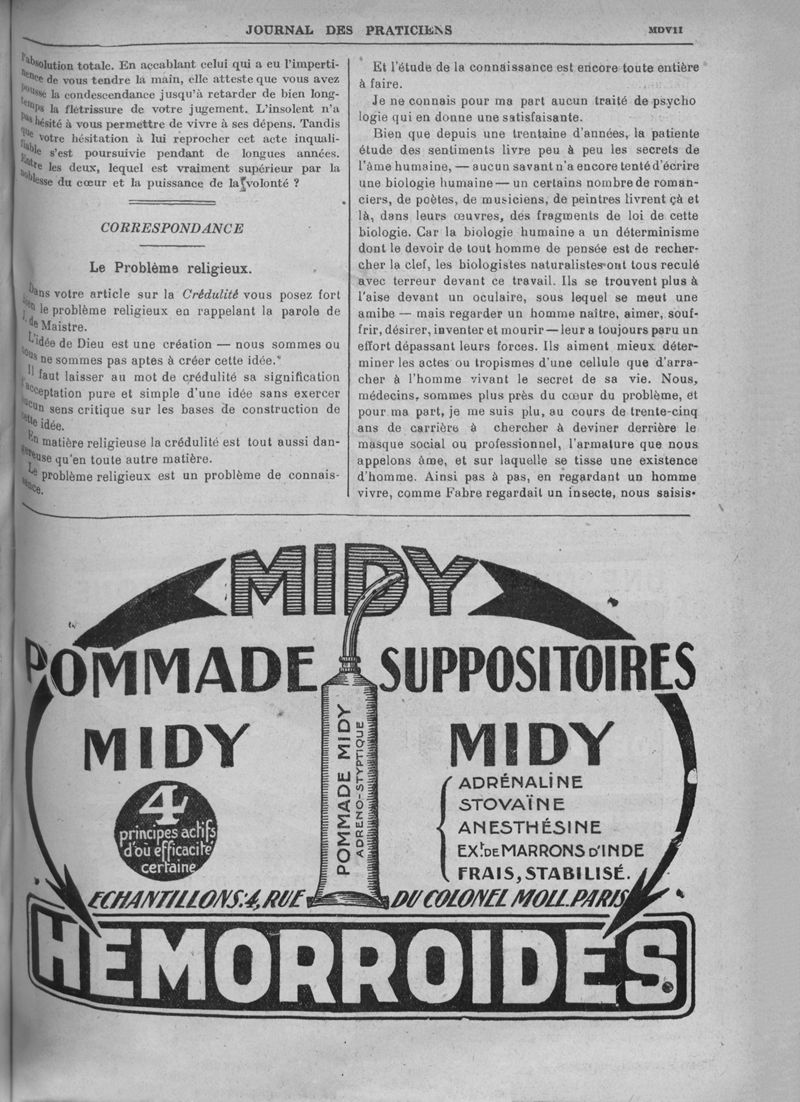 JOURNAL DES PRATICIENS
MDVII
l'absolution totale. En accablant celui qui a eu l'imperti-
nence de vous tendre la main, elle atteste que vous avez
poussé la condescendance jusqu'à retarder de bien long-
temps la flétrissure de votre jugement. L'insolent n'a
pas hésité à vous permettre de vivre à ses dépens. Tandis
que votre hésitation à lui reprocher cet acte inquali-
fiable s'est poursuivie pendant de longues années.
Entre les deux, lequel est vraiment supérieur par la
noblesse du cœur et la puissance de la volonté ?
CORRESPONDANCE
Le Problème religieux.
Dans votre article sur la Crédulité vous posez fort
bien le problème religieux en rappelant la parole de
J. de Maistre.
L'idée de Dieu est une création — nous sommes ou
nous ne sommes pas aptes à créer cette idée.
Il faut laisser au mot de crédulité sa signification
d'acceptation pure et simple d'une idée sans exercer
aucun sens critique sur les bases de construction de
cette idée.
En matière religieuse la crédulité est tout aussi dan-
gereuse qu'en toute autre matière.
Le problème religieux est un problème de connais-
sance.
Et l'étude de la connaissance est encore toute entière
à faire.
Je ne connais pour ma part aucun traité de psycho
logie qui en donne une satisfaisante.
Bien que depuis une trentaine d'années, la patiente
étude des sentiments livre peu à peu les secrets de
l'âme humaine, — aucun savant n'a encore tenté d'écrire
une biologie humaine — un certains nombre de roman-
ciers, de poètes, de musiciens, de peintres livrent çà et
là, dans leurs œuvres, des fragments de loi de cette
biologie. Car la biologie humaine a un déterminisme
dont le devoir de tout homme de pensée est de recher-
cher la clef, les biologistes naturalistes ont tous reculé
avec terreur devant ce travail. Ils se trouvent plus à
l'aise devant un oculaire, sous lequel se meut une
amibe — mais regarder un homme naître, aimer, souf-
frir, désirer, inventer et mourir — leur a toujours paru un
effort dépassant leurs forces. Ils aiment mieux déter-
miner les actes ou tropismes d'une cellule que d'arra-
cher à l'homme vivant le secret de sa vie. Nous,
médecins, sommes plus près du cœur du problème, et
pour ma part, je me suis plu, au cours de trente-cinq
ans de carrière à chercher à deviner derrière le
masque social ou professionnel, l'armature que nous
appelons âme, et sur laquelle se tisse une existence
d'homme. Ainsi pas à pas, en regardant un homme
vivre, comme Fabre regardait un insecte, nous saisis-
MIDY
POMMADE
MIDY
4
principes actifs
d'où efficacité
certaine
POMMADE MIDY
ADRENO-STYPTIQUE
SUPPOSITOIRES
MIDY
ADRÉNALINE
STOVAÏNE
ANESTHÉSINE
EXt. DE MARRONS D'INDE
FRAIS, STABILISÉ.
ECHANTILLONS: 4, RUE DU COLONEL MOLL. PARIS
HÉMORROIDES.